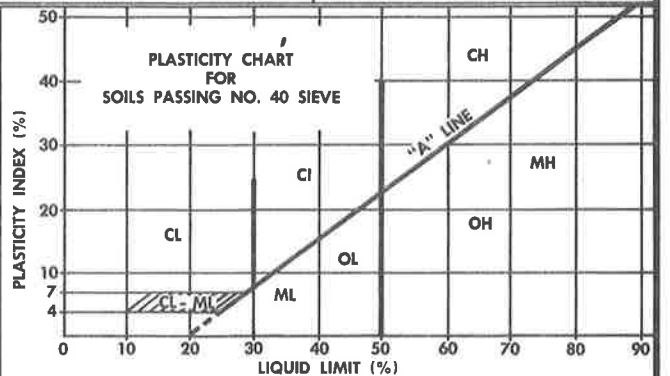 PLASTICITY CHART
FOR
SOILS PASSING NO. 40 SIEVE
PLASTICITY INDEX (%)
50
40
30
20
10
7
4
CH
"A" LINE
CI
MH
CL
OH
OL
CL - ML
ML
0 10 20 30 40 50 60 70 80 90
LIQUID LIMIT (%)